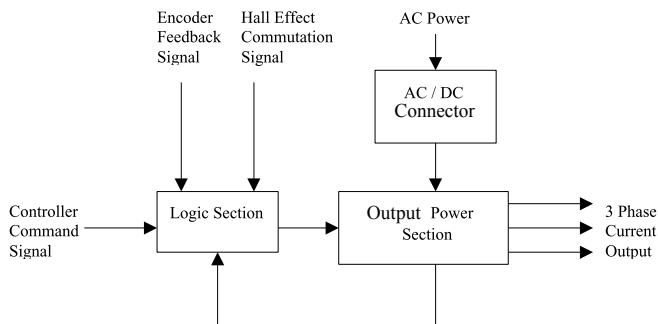 Encoder
Feedback
Signal
Hall Effect
Commutation
Signal
AC Power
AC / DC
Connector
Controller
Command
Signal
Logic Section
Output Power
Section
3 Phase
Current
Output